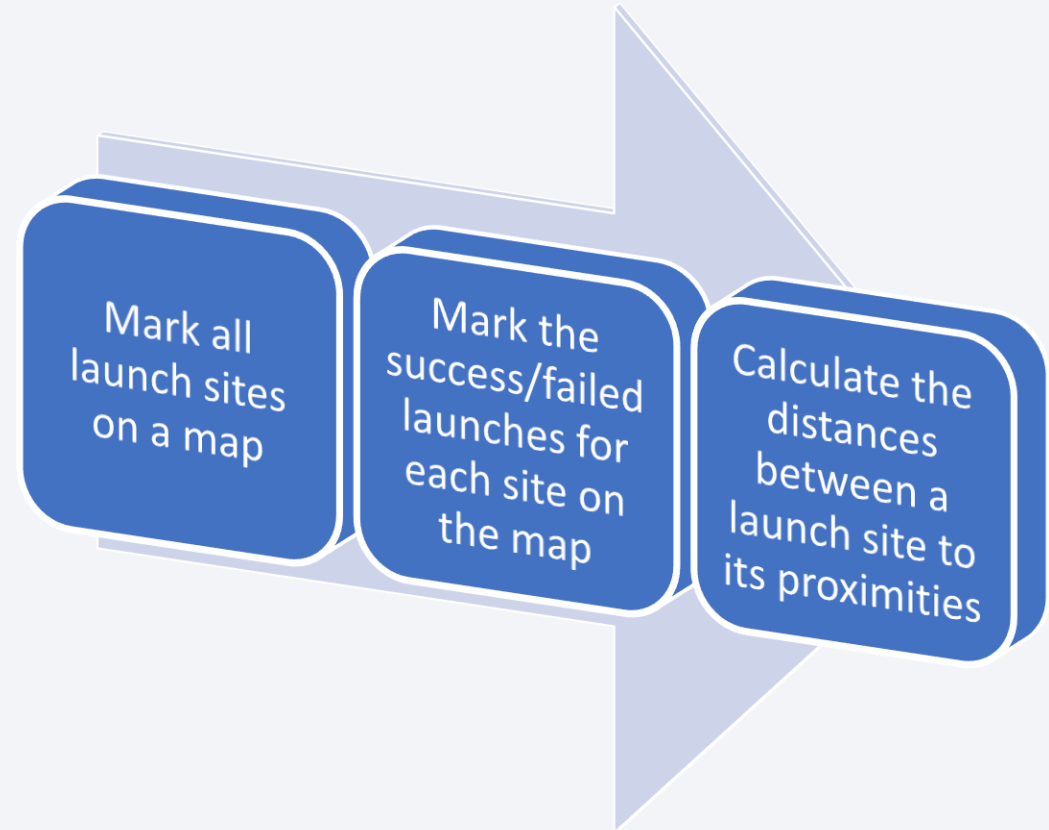 Mark all
launch sites
on a map
Mark the
success/failed
launches for
each site on
the map
Calculate the
distances
between a
launch site to
its proximities